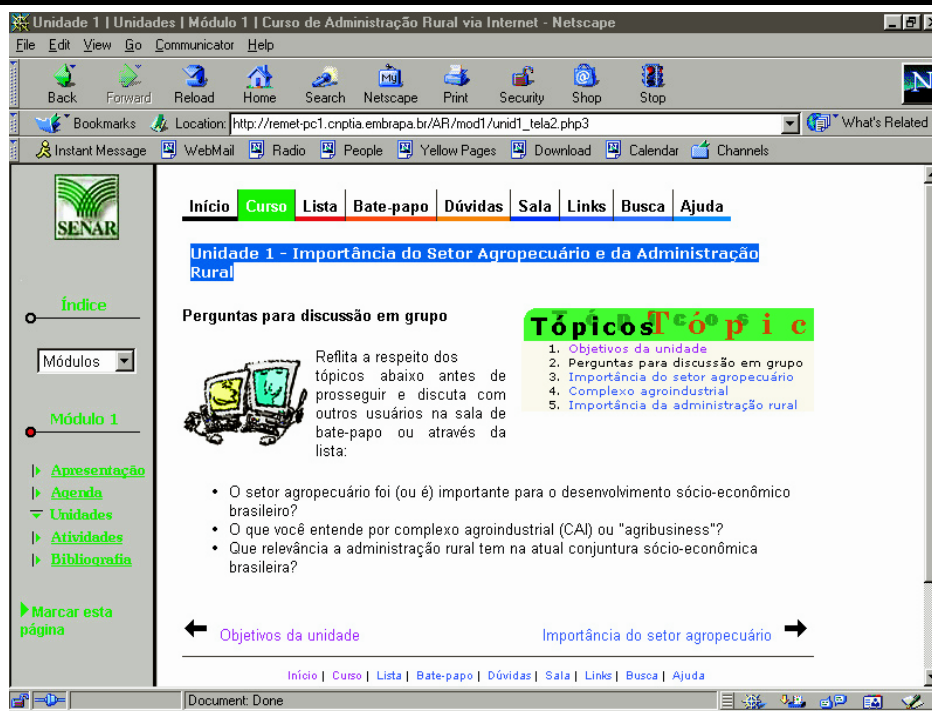 Unidade 1 | Unidades | Módulo 1 | Curso de Administração Rural via Internet - Netscape
File Edit View Go Communicator Help
Back Forward Reload Home Search Netscape Print Security Shop Stop
My
N
Bookmarks Location: http://remet-pc1.cnptia.embrapa.br/AR/mod1/unid1_tela2.php3 What's Related
Instant Message WebMail Radio People Yellow Pages Download Calendar Channels
SENAR
Início Curso Lista Bate-papo Dúvidas Sala Links Busca Ajuda
Unidade 1 - Importância do Setor Agropecuário e da Administração
Rural
Índice
Módulos
Módulo 1
Apresentação
Agenda
Unidades
Atividades
Bibliografia
Marcar esta
página
Perguntas para discussão em grupo
Reflita a respeito dos
tópicos abaixo antes de
prosseguir e discuta com
outros usuários na sala de
bate-papo ou através da
lista:
Tópicos Tópic
1. Objetivos da unidade
2. Perguntas para discussão em grupo
3. Importância do setor agropecuário
4. Complexo agroindustrial
5. Importância da administração rural
• O setor agropecuário foi (ou é) importante para o desenvolvimento sócio-econômico
brasileiro?
• O que você entende por complexo agroindustrial (CAI) ou "agribusiness"?
• Que relevância a administração rural tem na atual conjuntura sócio-econômica
brasileira?
Objetivos da unidade Importância do setor agropecuário
Início | Curso | Lista | Bate-papo | Dúvidas | Sala | Links | Busca | Ajuda
Document: Done